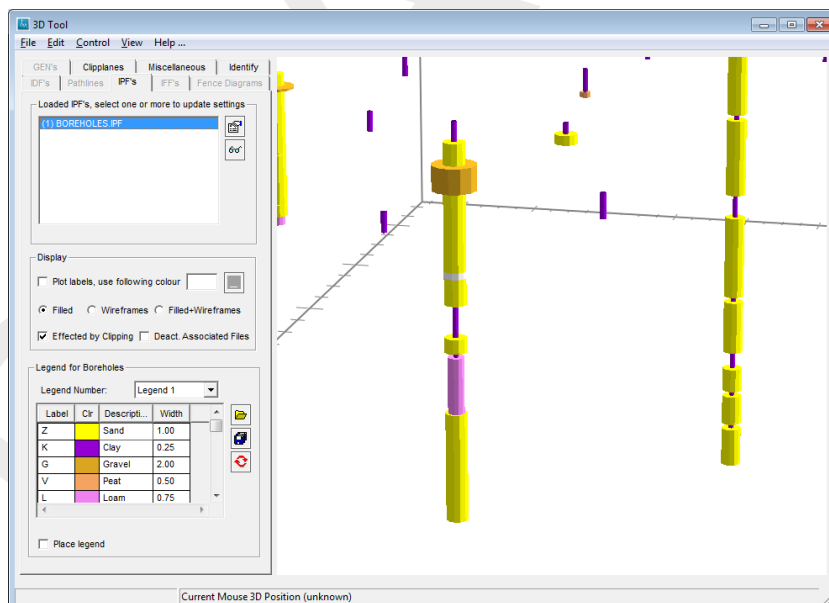 3D Tool
File Edit Control View Help ...
GEN's Clipplanes Miscellaneous Identify
IDF's Pathlines IPF's IFF's Fence Diagrams
Loaded IPF's, select one or more to update settings
(1) BOREHOLES.IPF
Display
Plot labels, use following colour
Filled Wireframes Filled+Wireframes
Effected by Clipping Deact. Associated Files
Legend for Boreholes
Legend Number: Legend 1
Label Clr Descripti... Width
Z Sand 1.00
K Clay 0.25
G Gravel 2.00
V Peat 0.50
L Loam 0.75
Place legend
Current Mouse 3D Position (unknown)